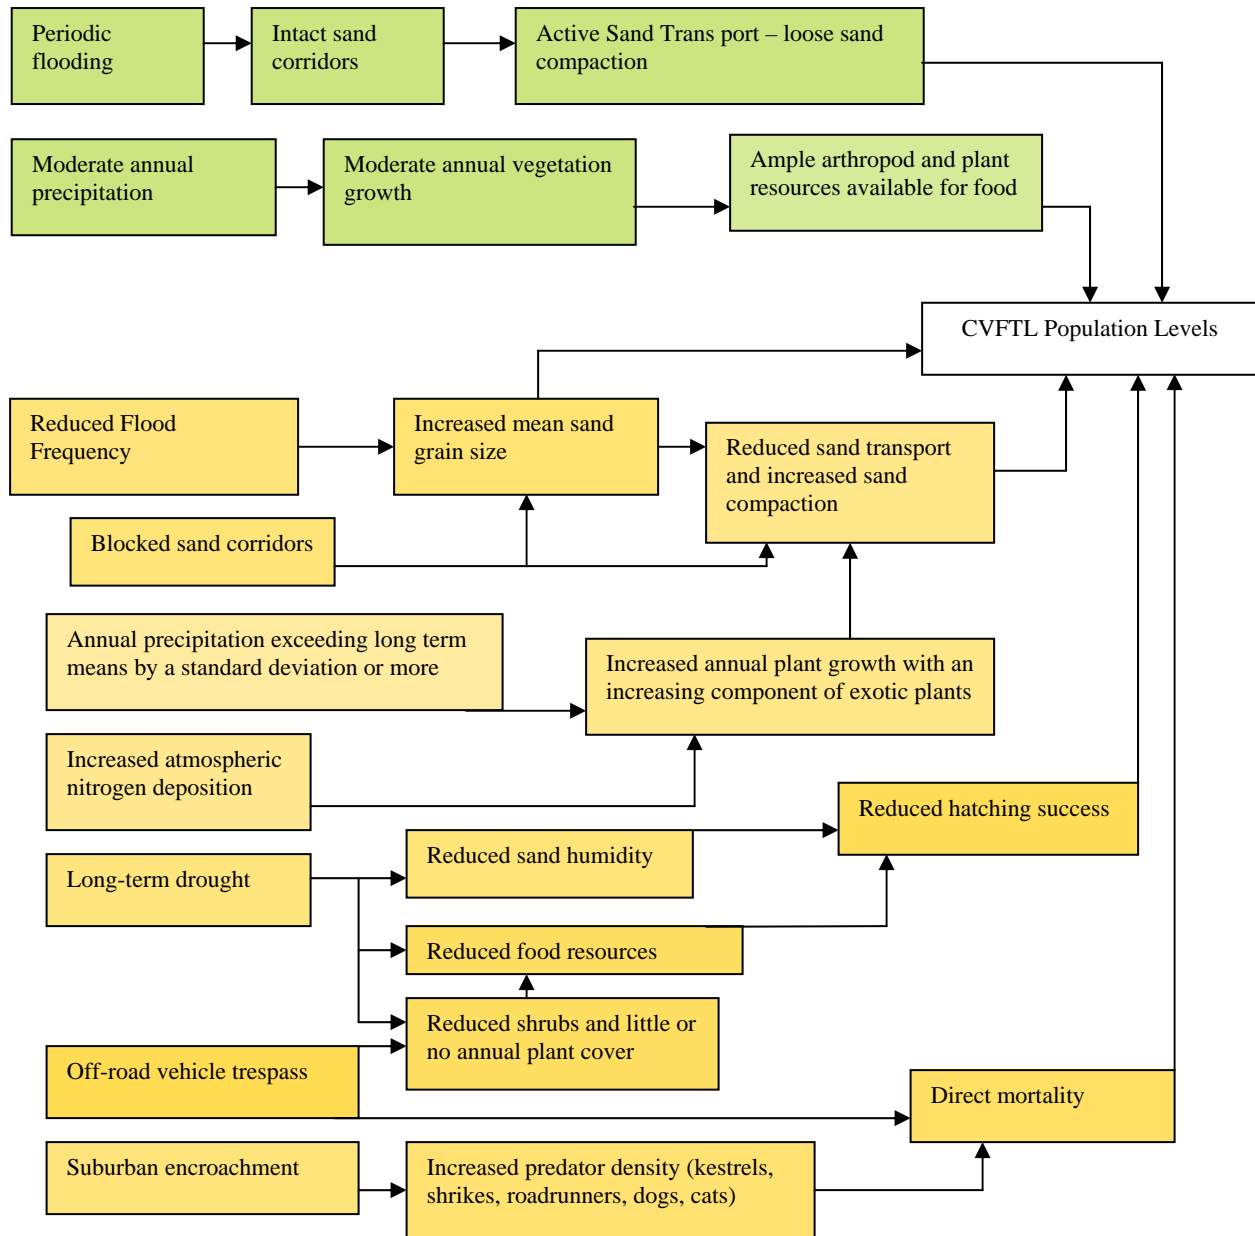 Periodic
flooding
Intact sand
corridors
Active Sand Trans port – loose sand
compaction
Moderate annual
precipitation
Moderate annual vegetation
growth
Ample arthropod and plant
resources available for food
CVFTL Population Levels
Reduced Flood
Frequency
Increased mean sand
grain size
Reduced sand transport
and increased sand
compaction
Blocked sand corridors
Annual precipitation exceeding long term
means by a standard deviation or more
Increased annual plant growth with an
increasing component of exotic plants
Increased atmospheric
nitrogen deposition
Reduced hatching success
Long-term drought
Reduced sand humidity
Reduced food resources
Reduced shrubs and little or
no annual plant cover
Off-road vehicle trespass
Direct mortality
Suburban encroachment
Increased predator density (kestrels,
shrikes, roadrunners, dogs, cats)